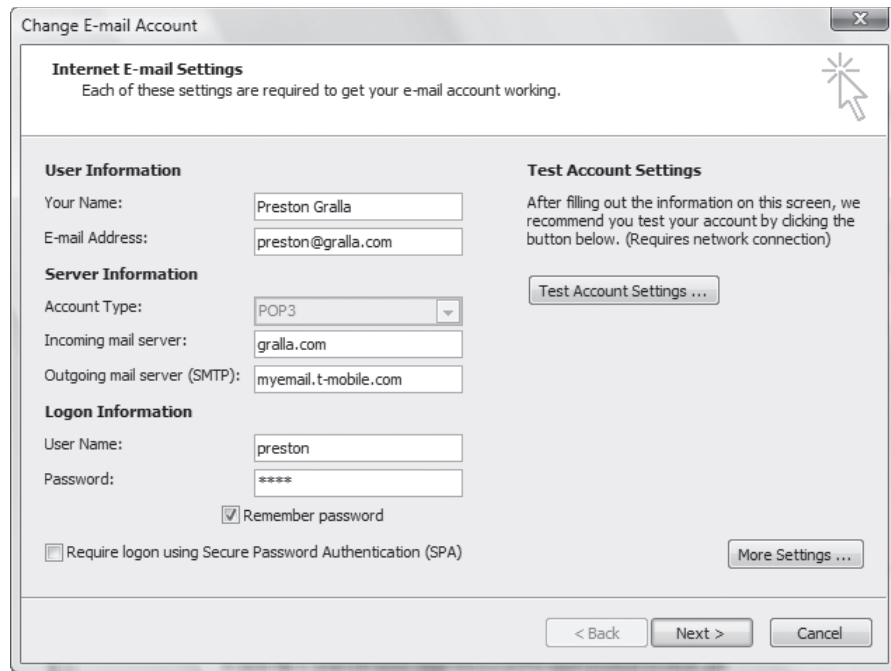 Change E-mail Account
Internet E-mail Settings
Each of these settings are required to get your e-mail account working.
User Information
Your Name: Preston Gralla
E-mail Address: preston@gralla.com
Server Information
Account Type: POP3
Incoming mail server: gralla.com
Outgoing mail server (SMTP): myemail.t-mobile.com
Logon Information
User Name: preston
Password: ****
Remember password
Require logon using Secure Password Authentication (SPA)
Test Account Settings
After filling out the information on this screen, we
recommend you test your account by clicking the
button below. (Requires network connection)
Test Account Settings ...
More Settings ...
< Back
Next >
Cancel